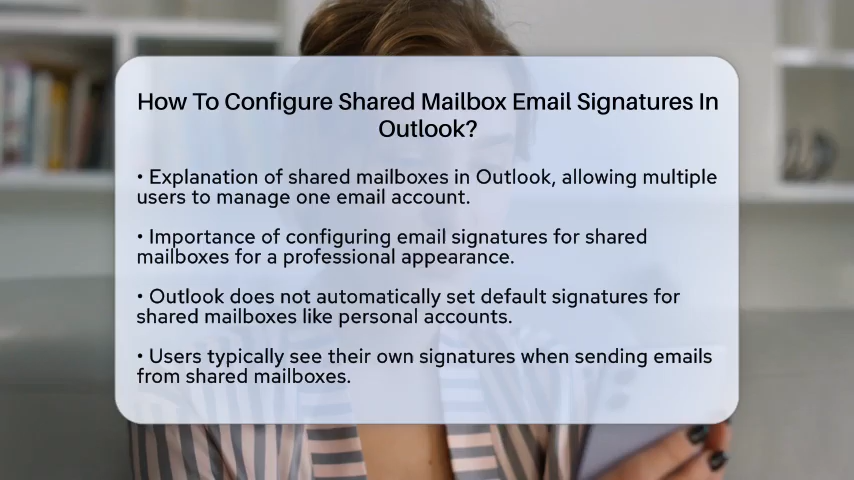 How To Configure Shared Mailbox Email Signatures In
Outlook?
• Explanation of shared mailboxes in Outlook, allowing multiple
users to manage one email account.
• Importance of configuring email signatures for shared
mailboxes for a professional appearance.
• Outlook does not automatically set default signatures for
shared mailboxes like personal accounts.
• Users typically see their own signatures when sending emails
from shared mailboxes.